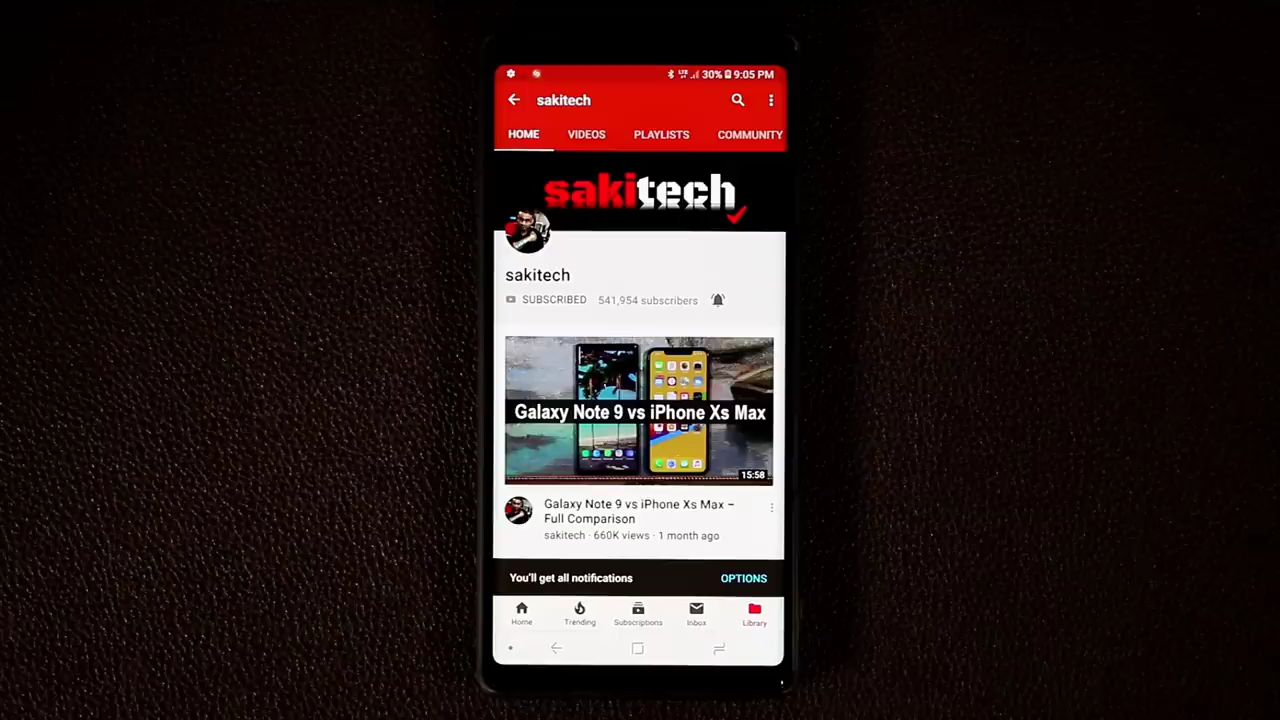 LTE 30% 9:05 PM
sakitech
HOME VIDEOS PLAYLISTS COMMUNITY
sakitech
sakitech
SUBSCRIBED 541,954 subscribers
Galaxy Note 9 vs iPhone Xs Max
15:58
Galaxy Note 9 vs iPhone Xs Max –
Full Comparison
sakitech · 660K views · 1 month ago
You'll get all notifications OPTIONS
Home Trending Subscriptions Inbox Library